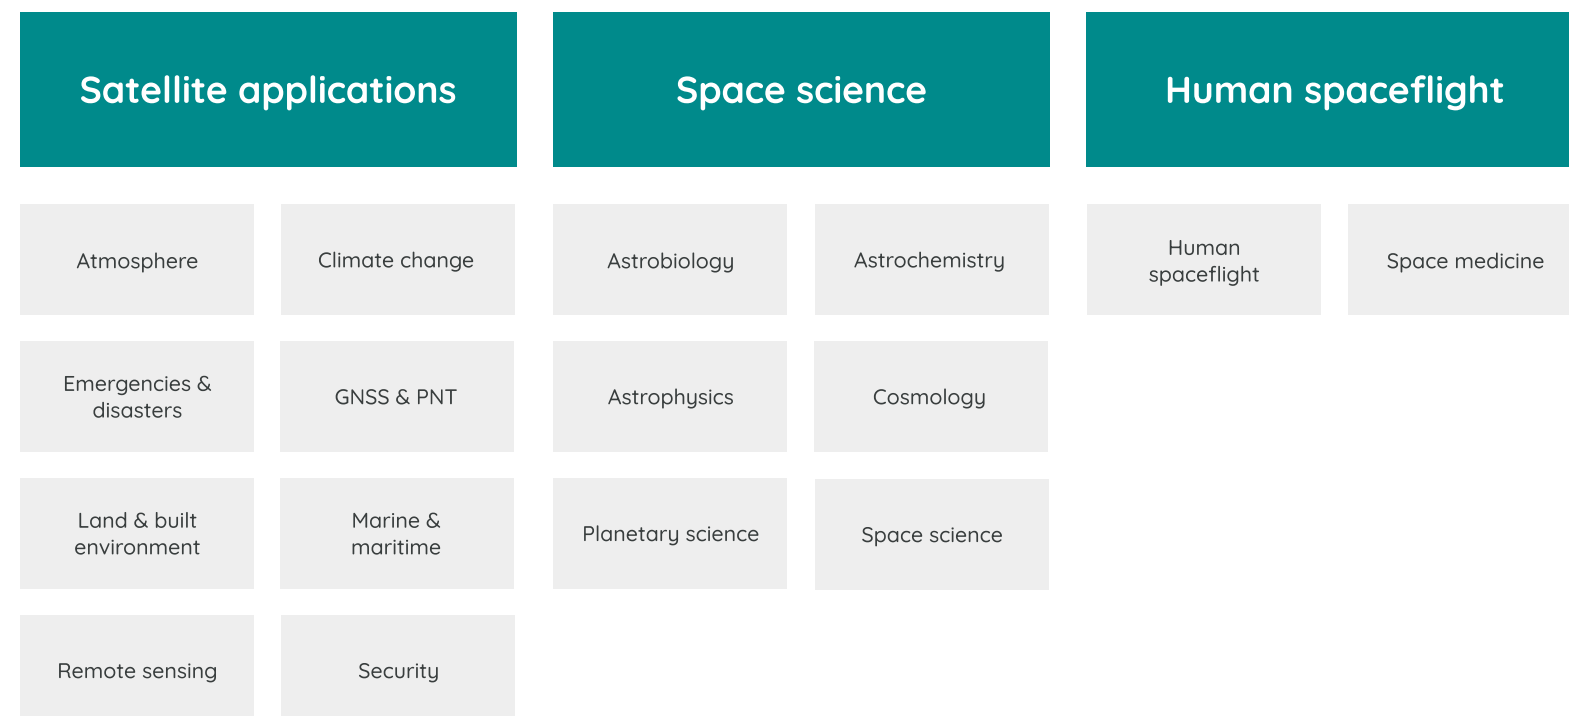 Satellite applications
Space science
Human spaceflight
Atmosphere
Climate change
Astrobiology
Astrochemistry
Human
spaceflight
Space medicine
Emergencies &
disasters
GNSS & PNT
Astrophysics
Cosmology
Land & built
environment
Marine &
maritime
Planetary science
Space science
Remote sensing
Security